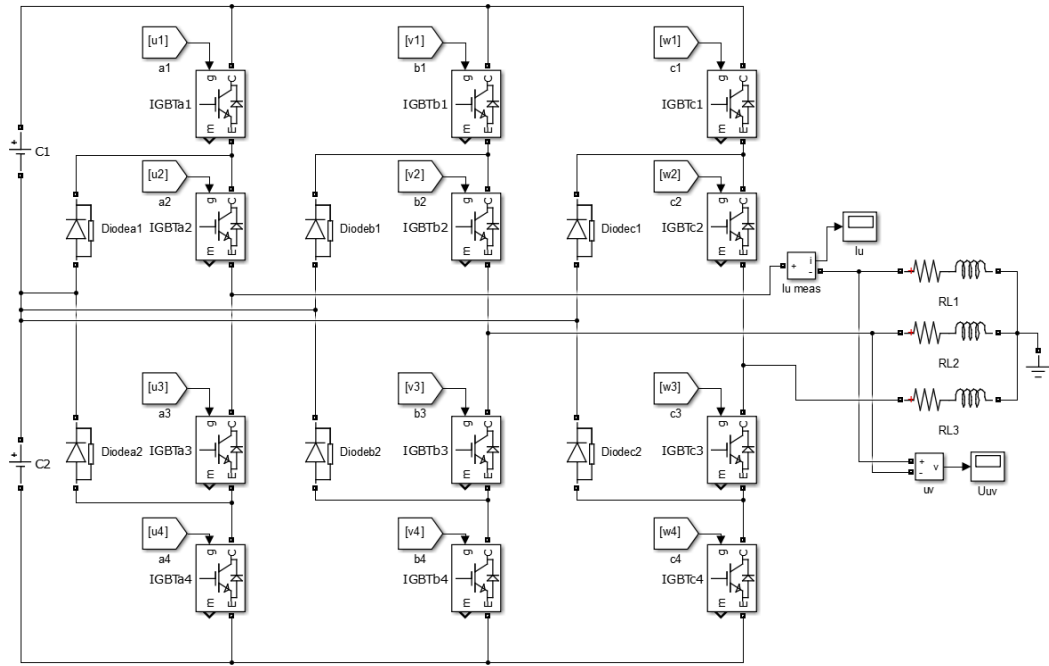 [u1]
a1
g
C
IGBTa1
m
E
[v1]
b1
g
C
IGBTb1
m
E
[w1]
c1
g
C
IGBTc1
m
E
+
C1
[u2]
a2
g
C
Diodea1
IGBTa2
m
E
[v2]
b2
g
C
Diodeb1
IGBTb2
m
E
[w2]
c2
g
C
Diodec1
IGBTc2
m
E
Iu
+
i
-
Iu meas
+
RL1
+
RL2
+
RL3
[u3]
a3
g
C
Diodea2
IGBTa3
m
E
[v3]
b3
g
C
Diodeb2
IGBTb3
m
E
[w3]
c3
g
C
Diodec2
IGBTc3
m
E
+
C2
+
-
v
uv
Uuv
[u4]
a4
g
C
IGBTa4
m
E
[v4]
b4
g
C
IGBTb4
m
E
[w4]
c4
g
C
IGBTc4
m
E